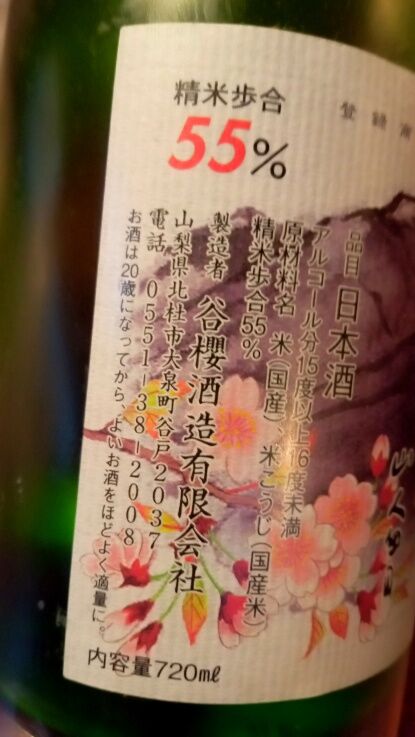 精米歩合
55%
登録
品目 日本酒
アルコール分15度以上16度未満
原材料名 米(国産)、米こうじ(国産米)
精米歩合55%
製造者 谷櫻酒造有限会社
山梨県北杜市大泉町谷戸2037
電話 0551-38-2008
お酒は20歳になってから、よいお酒をほどよく適量に。
内容量720ml